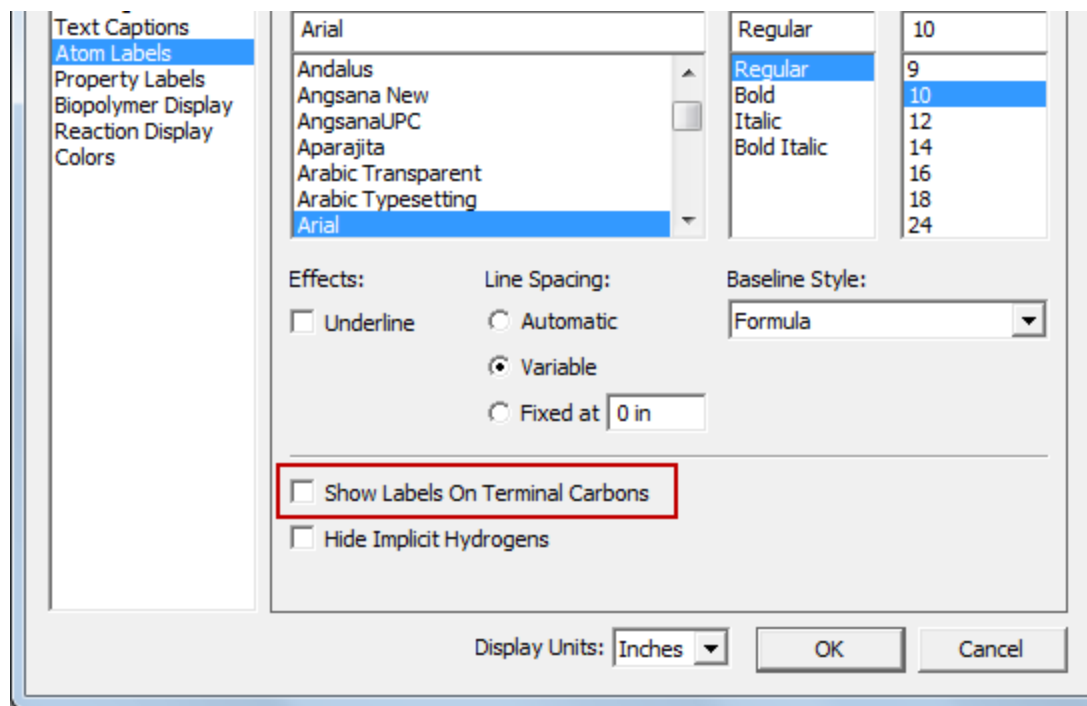 Text Captions
Atom Labels
Property Labels
Biopolymer Display
Reaction Display
Colors
Arial
Regular
10
Andalus
Angsana New
AngsanaUPC
Aparajita
Arabic Transparent
Arabic Typesetting
Arial
Regular
Bold
Italic
Bold Italic
9
10
12
14
16
18
24
Effects:
Line Spacing:
Baseline Style:
Underline
Automatic
Formula
Variable
Fixed at 0 in
Show Labels On Terminal Carbons
Hide Implicit Hydrogens
Display Units: Inches
OK
Cancel